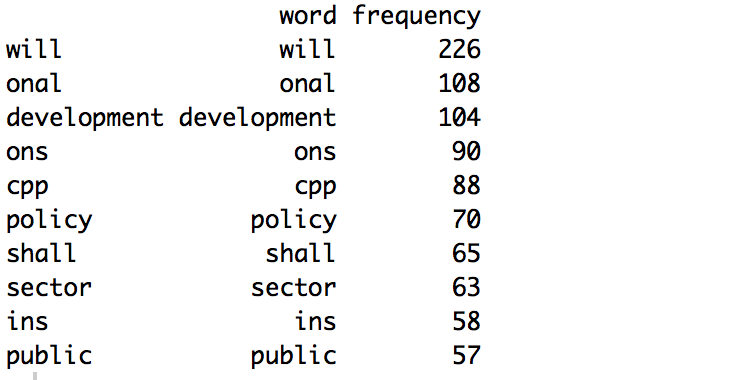 word frequency
will will 226
onal onal 108
development development 104
ons ons 90
cpp cpp 88
policy policy 70
shall shall 65
sector sector 63
ins ins 58
public public 57